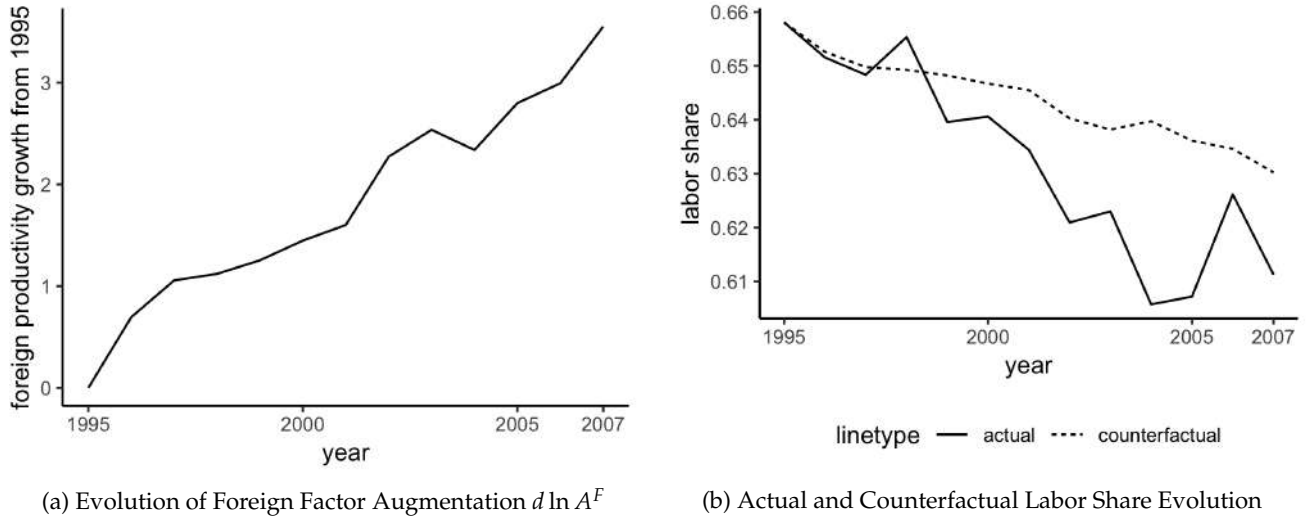 foreign productivity growth from 1995
3
2
1
0
1995
2000
2005
2007
year
(a) Evolution of Foreign Factor Augmentation d ln A^F
labor share
0.66
0.65
0.64
0.63
0.62
0.61
1995
2000
2005
2007
year
linetype actual counterfactual
(b) Actual and Counterfactual Labor Share Evolution